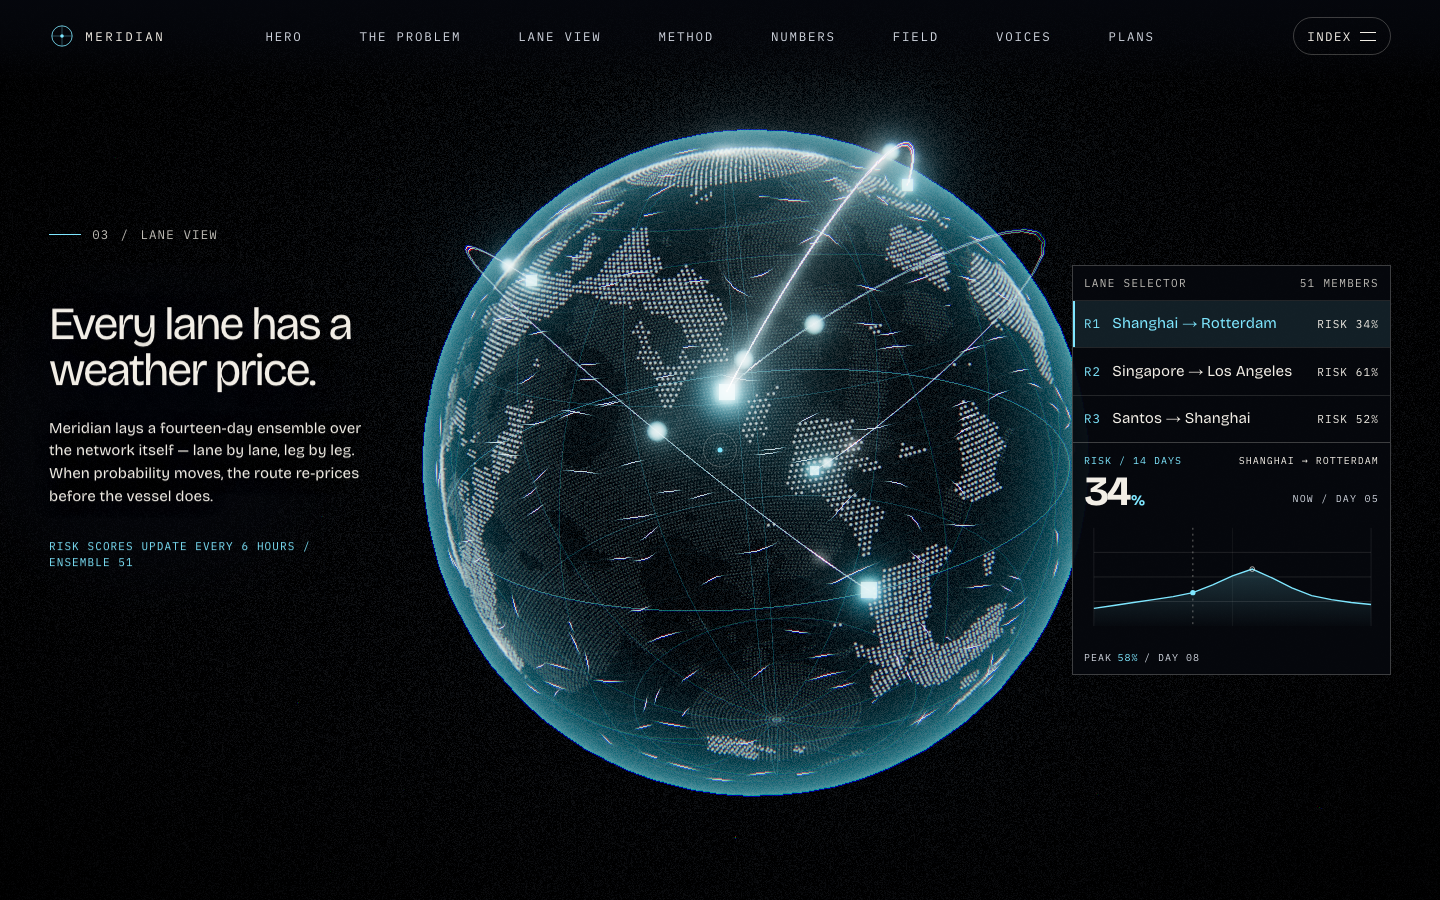 MERIDIAN
HERO
THE PROBLEM
LANE VIEW
METHOD
NUMBERS
FIELD
VOICES
PLANS
INDEX
03 / LANE VIEW
Every lane has a
weather price.
Meridian lays a fourteen-day ensemble over
the network itself — lane by lane, leg by leg.
When probability moves, the route re-prices
before the vessel does.
RISK SCORES UPDATE EVERY 6 HOURS /
ENSEMBLE 51
LANE SELECTOR 51 MEMBERS
R1 Shanghai → Rotterdam RISK 34%
R2 Singapore → Los Angeles RISK 61%
R3 Santos → Shanghai RISK 52%
RISK / 14 DAYS SHANGHAI → ROTTERDAM
34% NOW / DAY 05
PEAK 58% / DAY 08